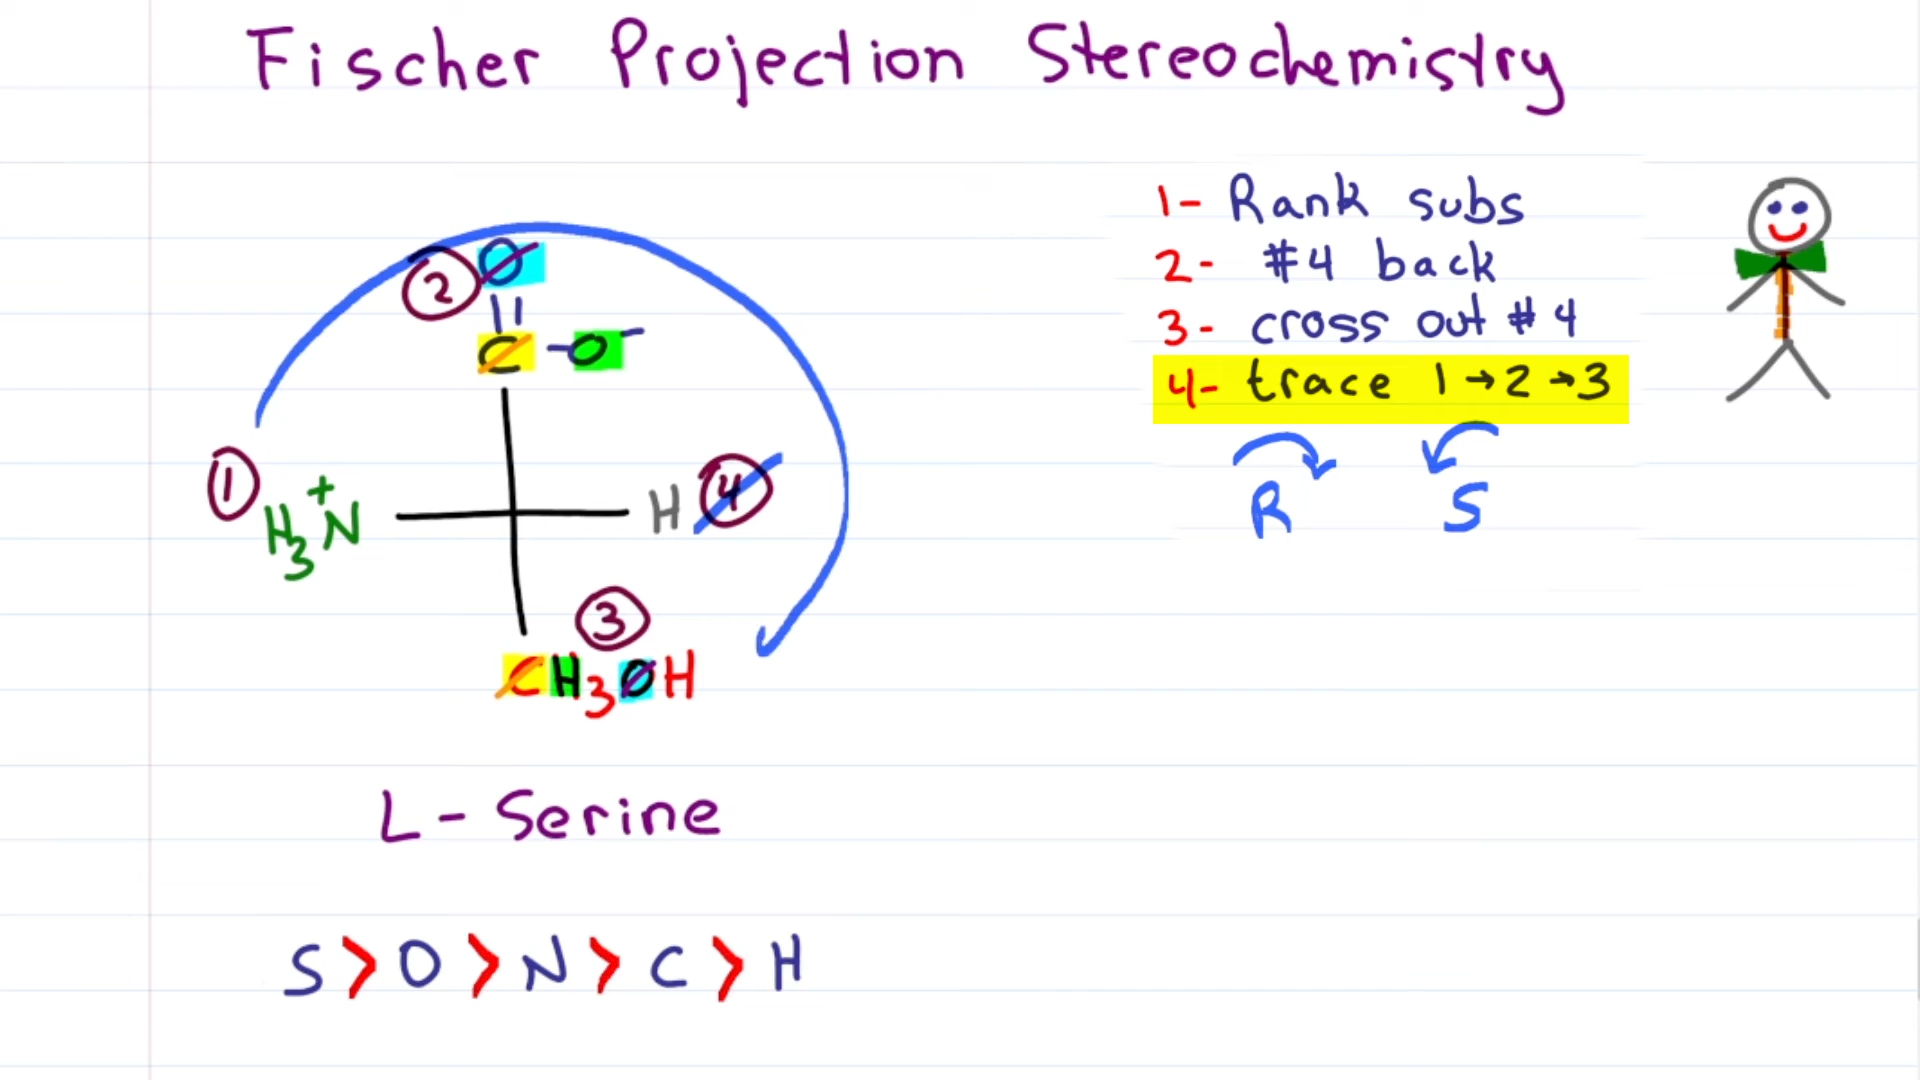 Fischer Projection Stereochemistry
1- Rank subs
2- #4 back
3- cross out #4
4- trace 1→2→3
R S
2 O
C - O -
1 H3N+ H 4
3
CH3OH
L - Serine
S > O > N > C > H